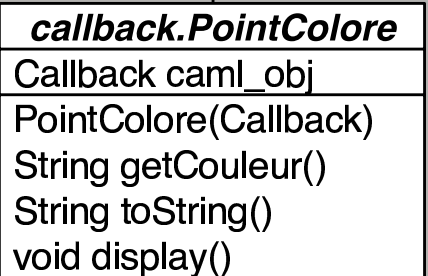 callback.PointColore
Callback caml_obj
PointColore(Callback)
String getCouleur()
String toString()
void display()